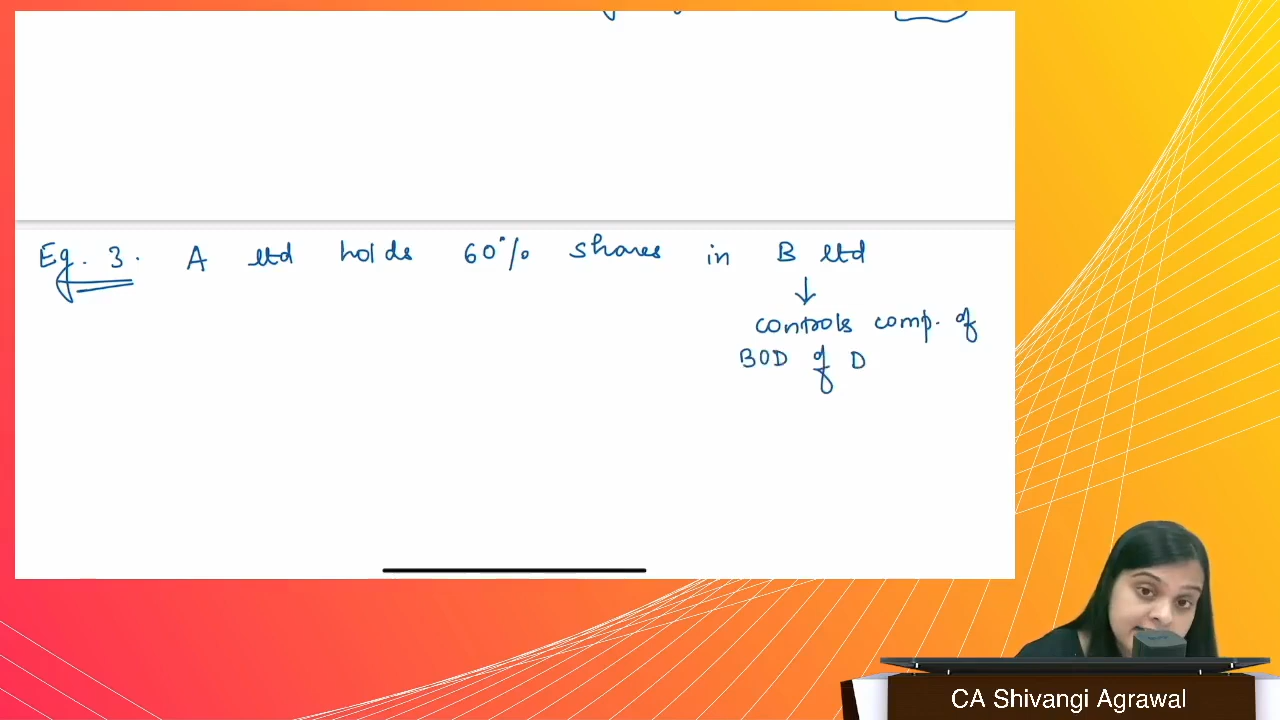 Eg. 3. A ltd holds 60% shares in B ltd
↓
controls comp. of
BOD of D
CA Shivangi Agrawal